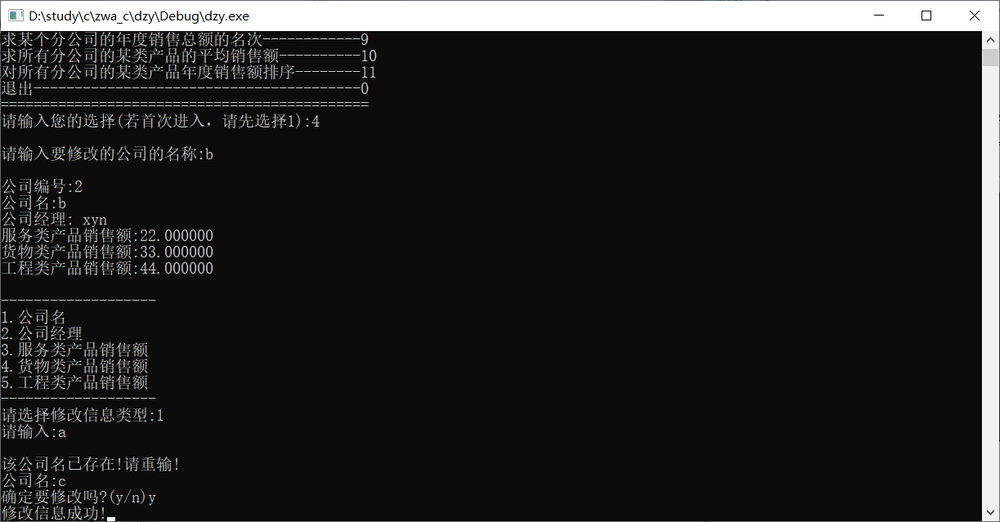 D:\study\c\zwa_c\dzy\Debug\dzy.exe
求某个分公司的年度销售总额的名次------------9
求所有分公司的某类产品的平均销售额----------10
对所有分公司的某类产品年度销售额排序--------11
退出----------------------------------------0
=============================================
请输入您的选择(若首次进入，请先选择1):4
请输入要修改的公司的名称:b
公司编号:2
公司名:b
公司经理: xyn
服务类产品销售额:22.000000
货物类产品销售额:33.000000
工程类产品销售额:44.000000
-------------------
1.公司名
2.公司经理
3.服务类产品销售额
4.货物类产品销售额
5.工程类产品销售额
-------------------
请选择修改信息类型:1
请输入:a
该公司名已存在!请重输!
公司名:c
确定要修改吗?(y/n)y
修改信息成功!